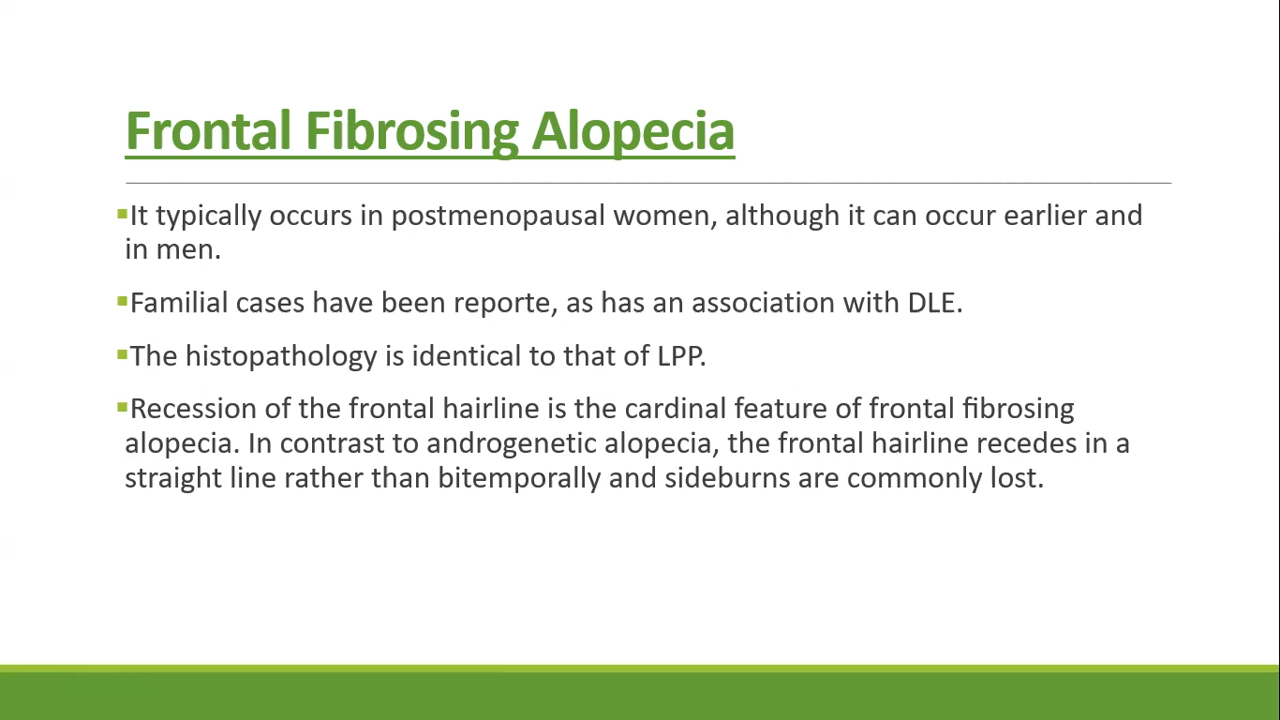 Frontal Fibrosing Alopecia
▪It typically occurs in postmenopausal women, although it can occur earlier and
in men.
▪Familial cases have been reporte, as has an association with DLE.
▪The histopathology is identical to that of LPP.
▪Recession of the frontal hairline is the cardinal feature of frontal fibrosing
alopecia. In contrast to androgenetic alopecia, the frontal hairline recedes in a
straight line rather than bitemporally and sideburns are commonly lost.